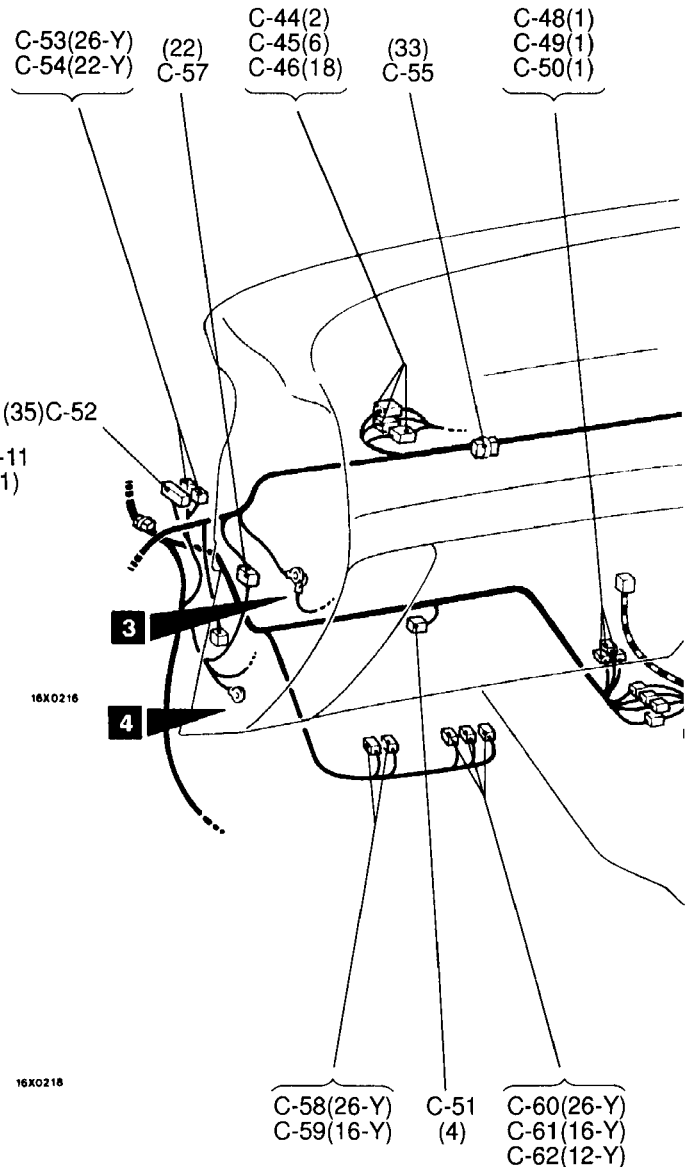 C-53(26-Y)
C-54(22-Y)
(22)
C-57
C-44(2)
C-45(6)
C-46(18)
(33)
C-55
C-48(1)
C-49(1)
C-50(1)
(35)C-52
-11
1)
3
16X0216
4
16X0218
C-58(26-Y)
C-59(16-Y)
C-51
(4)
C-60(26-Y)
C-61(16-Y)
C-62(12-Y)